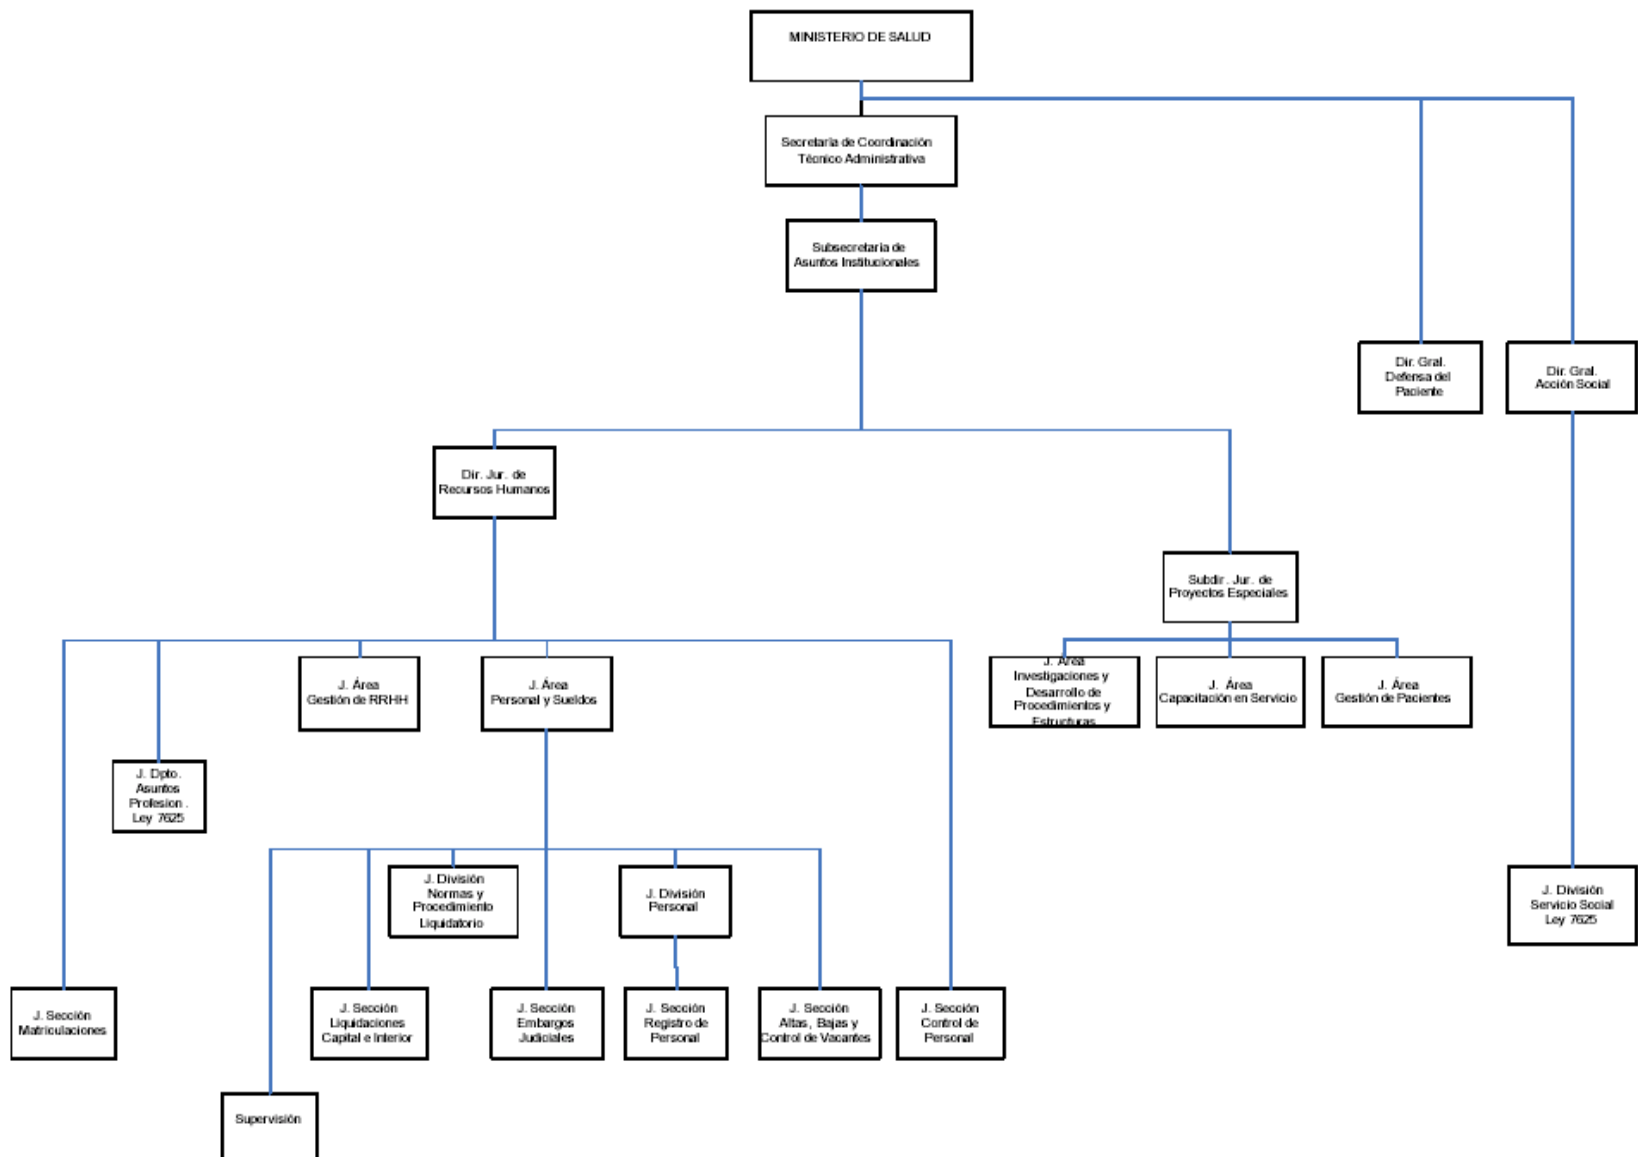 MINISTERIO DE SALUD
Secretaría de Coordinación
Técnico Administrativa
Subsecretaría de
Asuntos Institucionales
Dir. Gral.
Defensa del
Paciente
Dir. Gral.
Acción Social
Dir. Jur. de
Recursos Humanos
Subdir. Jur. de
Proyectos Especiales
J. Área
Gestión de RRHH
J. Área
Personal y Sueldos
J. Área
Investigaciones y
Desarrollo de
Procedimientos y
Estructuras
J. Área
Capacitación en Servicio
J. Área
Gestión de Pacientes
J. Dpto.
Asuntos
Profesion.
Ley 7625
J. División
Normas y
Procedimiento
Liquidatorio
J. División
Personal
J. División
Servicio Social
Ley 7625
J. Sección
Matriculaciones
J. Sección
Liquidaciones
Capital e Interior
J. Sección
Embargos
Judiciales
J. Sección
Registro de
Personal
J. Sección
Altas, Bajas y
Control de Vacantes
J. Sección
Control de
Personal
Supervisión